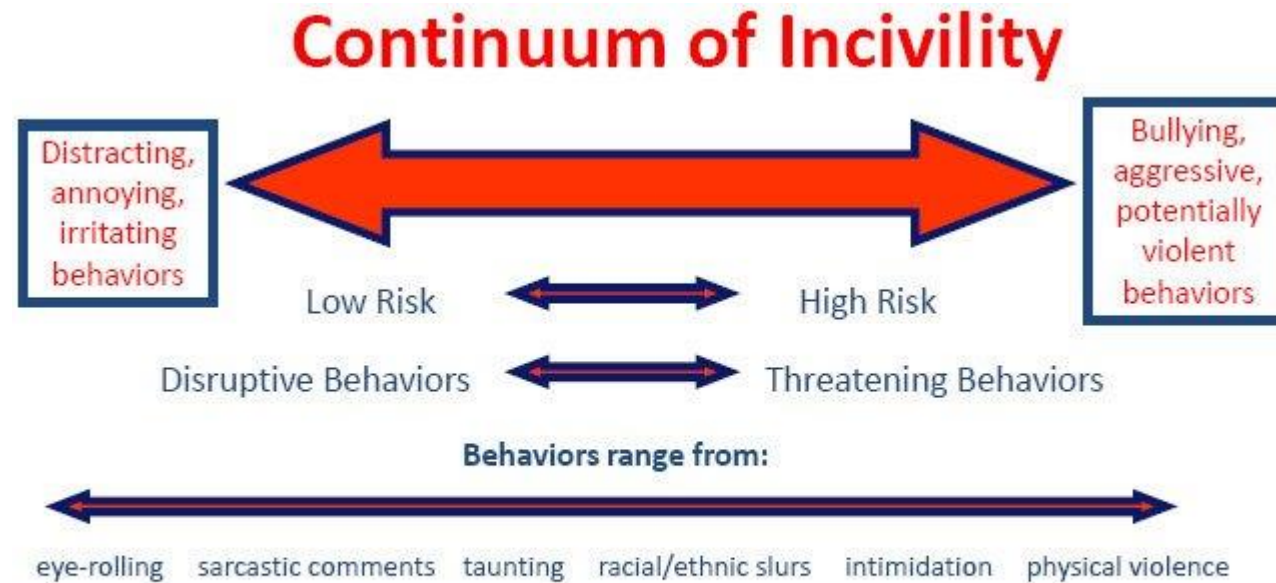 Continuum of Incivility
Distracting,
annoying,
irritating
behaviors
Bullying,
aggressive,
potentially
violent
behaviors
Low Risk High Risk
Disruptive Behaviors Threatening Behaviors
Behaviors range from:
eye-rolling sarcastic comments taunting racial/ethnic slurs intimidation physical violence